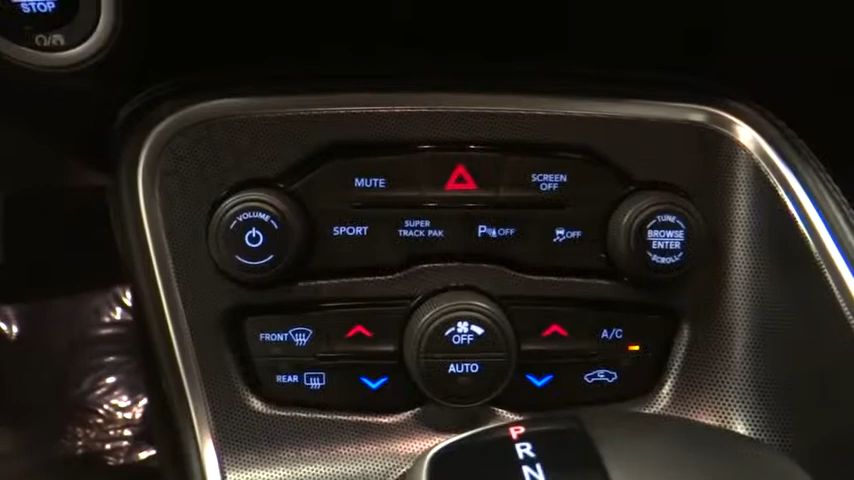 STOP
MUTE
SCREEN
OFF
VOLUME
SPORT
SUPER
TRACK PAK
P OFF
OFF
TUNE
BROWSE
ENTER
SCROLL
FRONT
OFF
A/C
REAR
AUTO
P
R
N